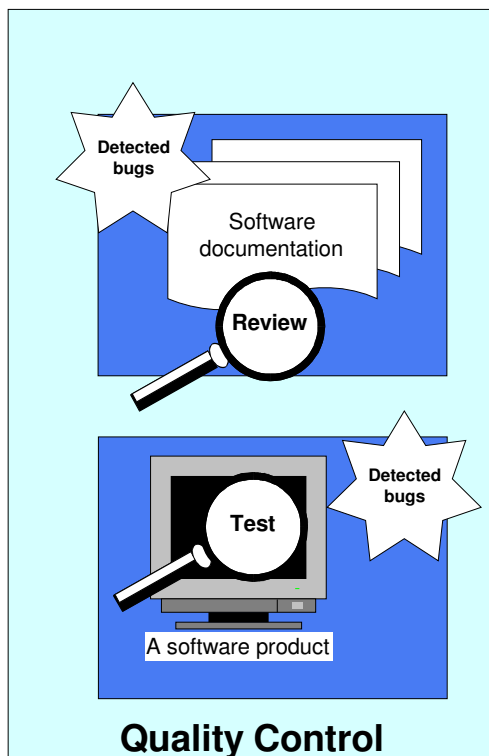 Detected
bugs
Software
documentation
Review
Test
Detected
bugs
A software product
Quality Control